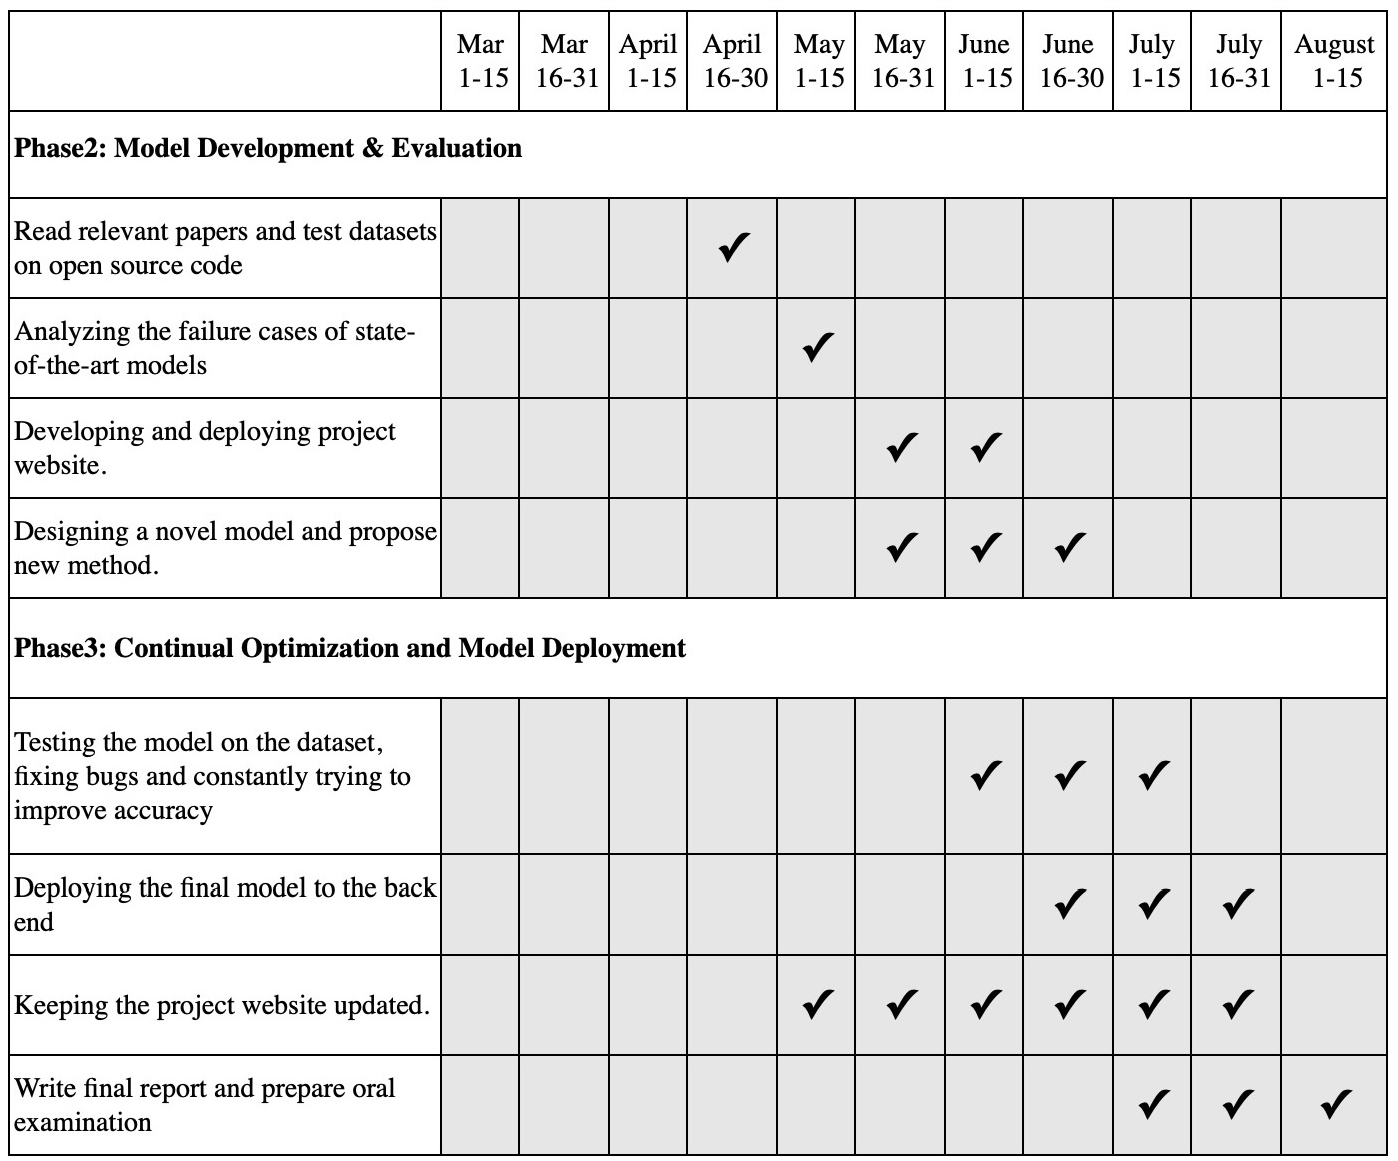 Mar Mar April April May May June June July July August
1-15 16-31 1-15 16-30 1-15 16-31 1-15 16-30 1-15 16-31 1-15
Phase2: Model Development & Evaluation
Read relevant papers and test datasets
on open source code
✓
Analyzing the failure cases of state-
of-the-art models
✓
Developing and deploying project
website.
✓ ✓
Designing a novel model and propose
new method.
✓ ✓ ✓
Phase3: Continual Optimization and Model Deployment
Testing the model on the dataset,
fixing bugs and constantly trying to
improve accuracy
✓ ✓ ✓
Deploying the final model to the back
end
✓ ✓ ✓
Keeping the project website updated.
✓ ✓ ✓ ✓ ✓ ✓
Write final report and prepare oral
examination
✓ ✓ ✓